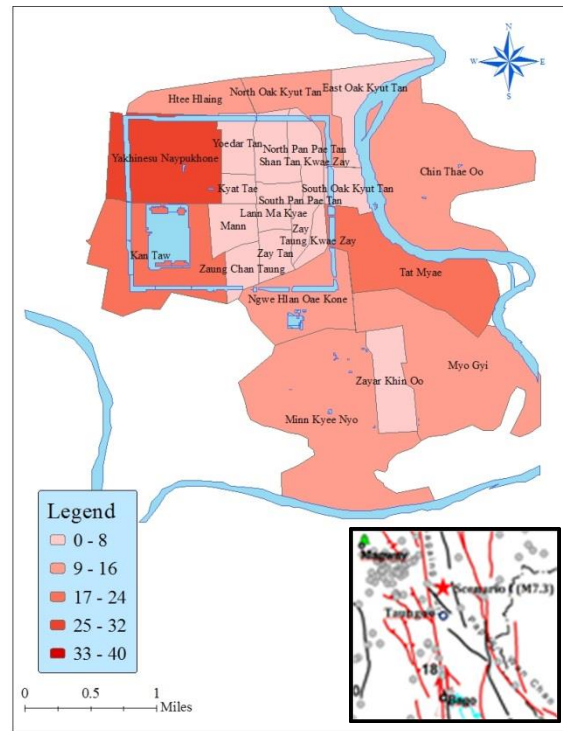 N
W E
S
East Oak Kyut Tan
North Oak Kyut Tan
Htee Hlaing
Yoedar Tan
North Pan Pae Tan
Yakhinesu Naypukhone
Shan Tan Kwae Zay
Chin Thae Oo
Kyat Tae
South Oak Kyut Tan
South Pan Pae Tan
Lann Ma Kyae
Mann
Zay
Taung Kwae Zay
Kan Taw
Zay Tan
Zaung Chan Taung
Tat Myae
Ngwe Hlan Oae Kone
Myo Gyi
Zayar Khin Oo
Minn Kyee Nyo
Legend
0 - 8
9 - 16
17 - 24
25 - 32
33 - 40
0 0.5 1
Miles
Magway
Scenario I (M7.3)
Taungoo
18
Bago